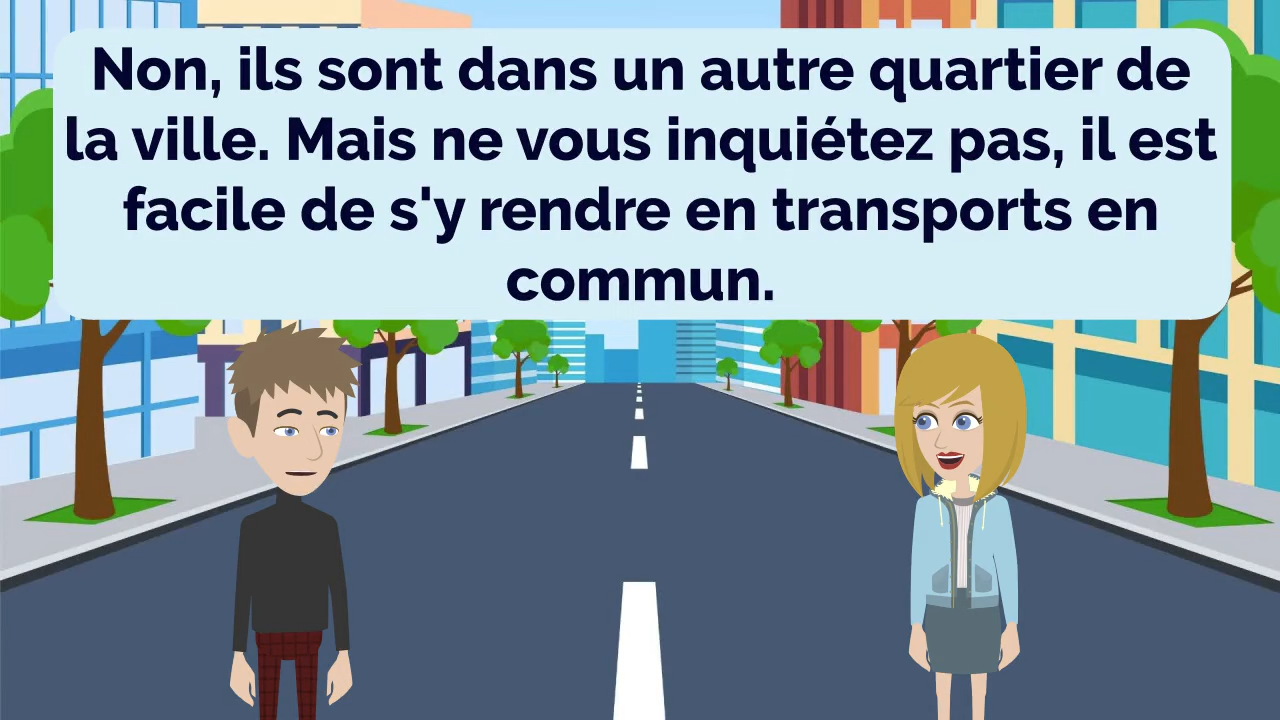 Non, ils sont dans un autre quartier de
la ville. Mais ne vous inquiétez pas, il est
facile de s'y rendre en transports en
commun.